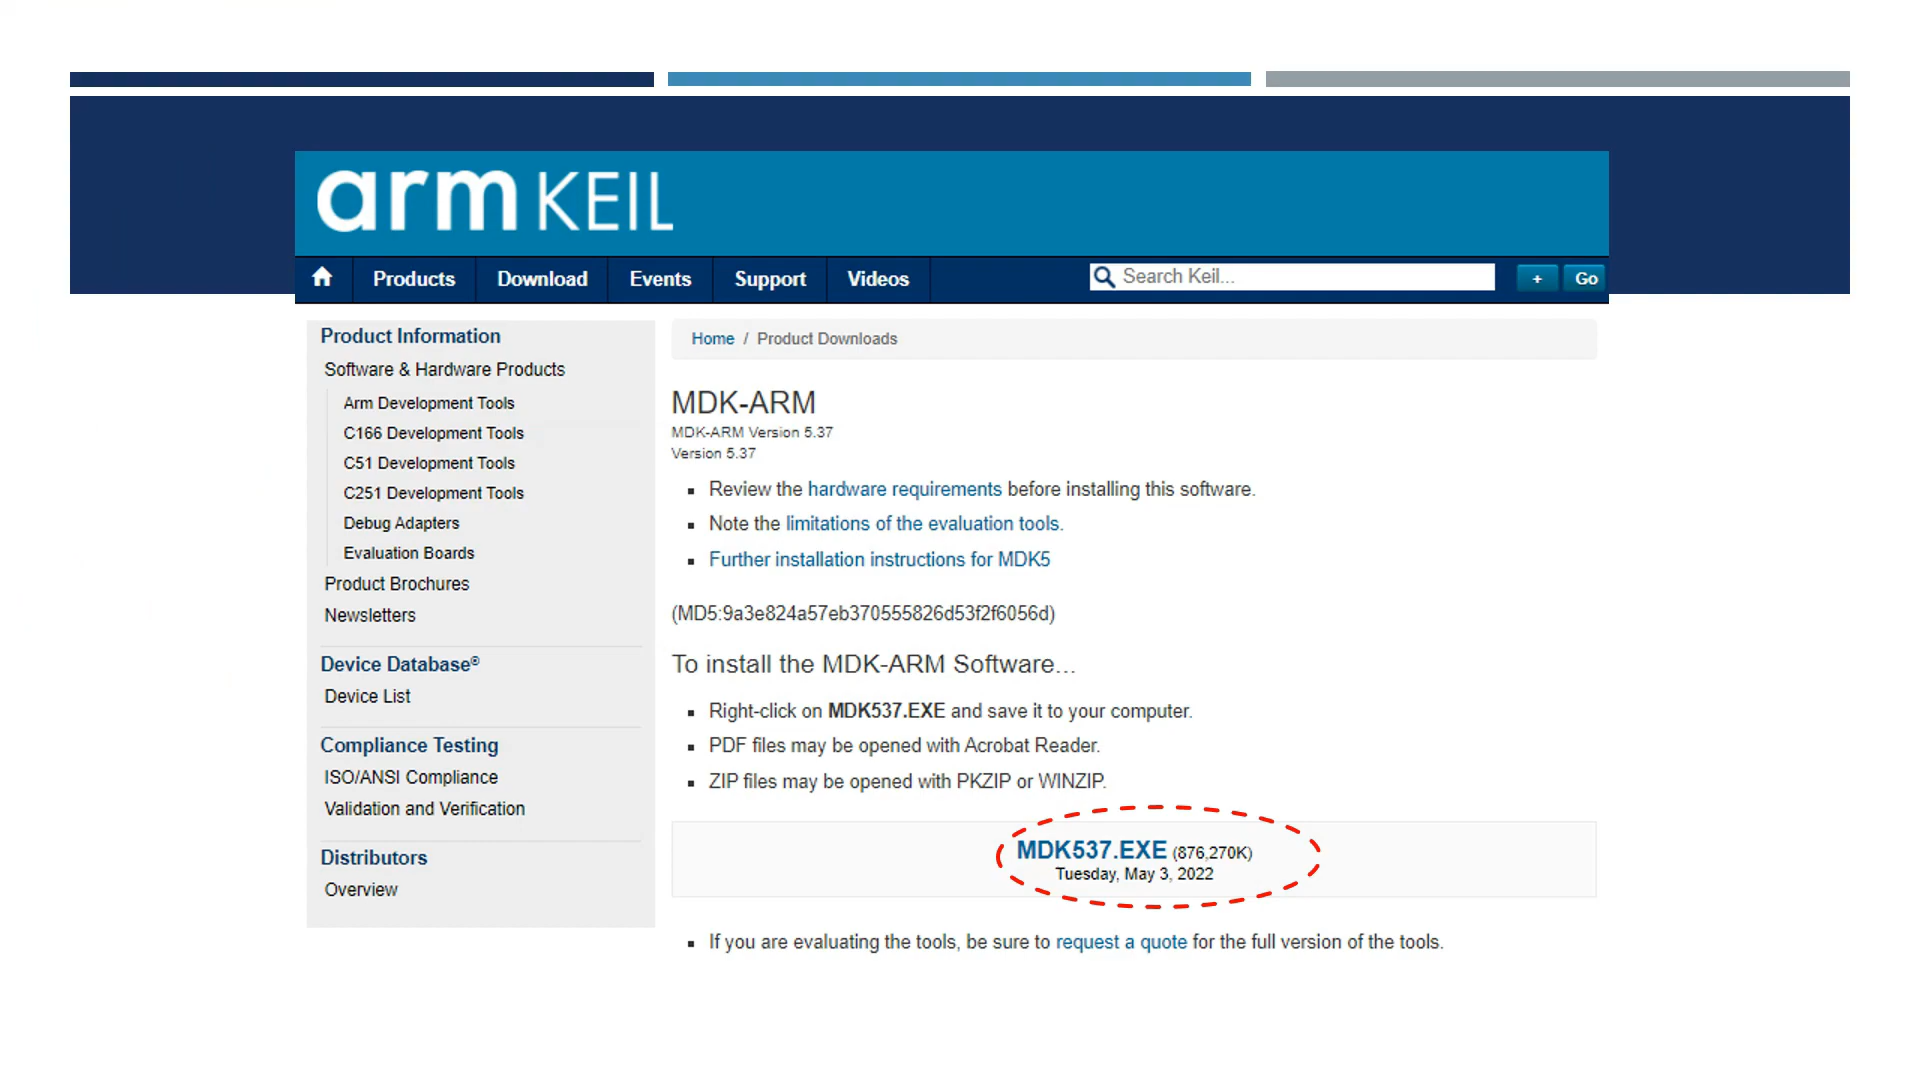 arm KEIL
Products Download Events Support Videos Search Keil... + Go
Product Information
Software & Hardware Products
Arm Development Tools
C166 Development Tools
C51 Development Tools
C251 Development Tools
Debug Adapters
Evaluation Boards
Product Brochures
Newsletters
Device Database®
Device List
Compliance Testing
ISO/ANSI Compliance
Validation and Verification
Distributors
Overview
Home / Product Downloads
MDK-ARM
MDK-ARM Version 5.37
Version 5.37
Review the hardware requirements before installing this software.
Note the limitations of the evaluation tools.
Further installation instructions for MDK5
(MD5:9a3e824a57eb370555826d53f2f6056d)
To install the MDK-ARM Software...
Right-click on MDK537.EXE and save it to your computer.
PDF files may be opened with Acrobat Reader.
ZIP files may be opened with PKZIP or WINZIP.
MDK537.EXE (876,270K)
Tuesday, May 3, 2022
If you are evaluating the tools, be sure to request a quote for the full version of the tools.